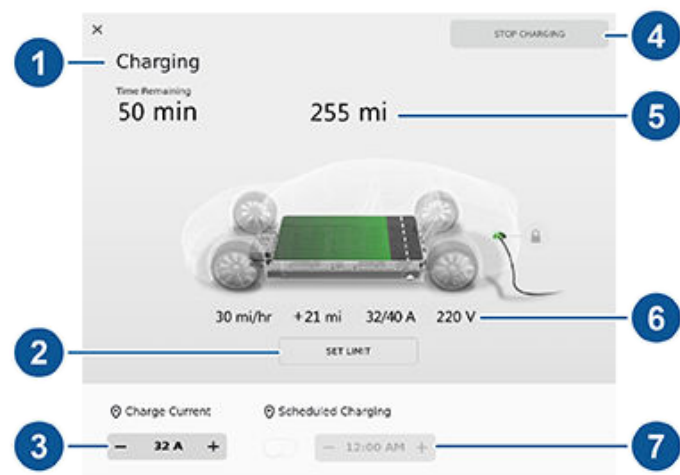 ×
STOP CHARGING
4
1
Charging
Time Remaining
50 min
255 mi
5
30 mi/hr +21 mi 32/40 A 220 V
6
2
SET LIMIT
Charge Current
Scheduled Charging
3
− 32 A +
− 12:00 AM +
7